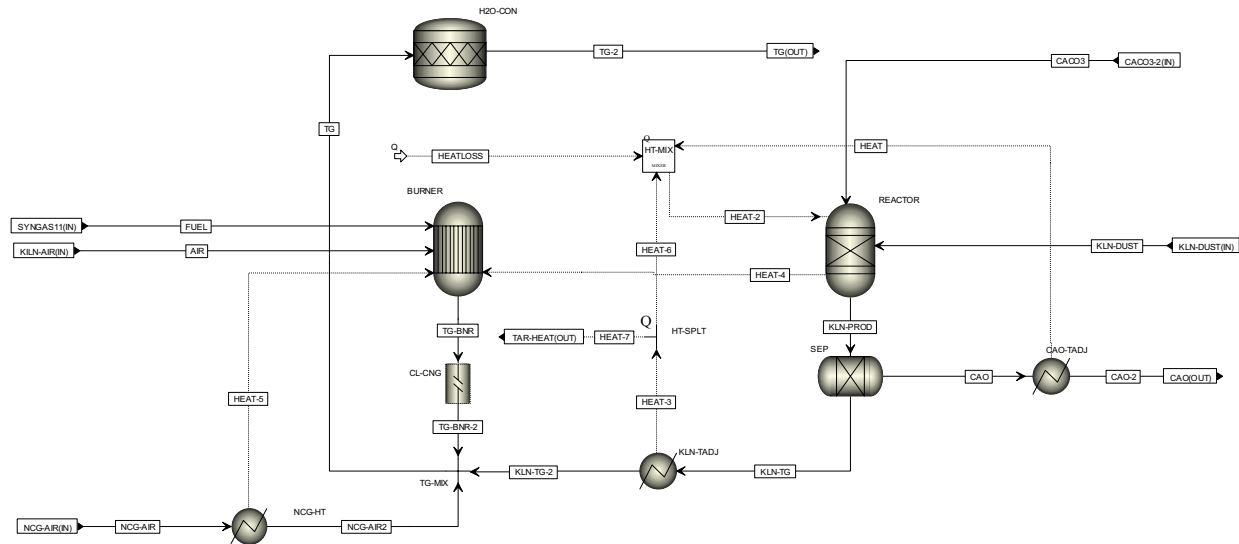 H2O-CON
TG-2
TG(OUT)
CACO3
CACO3-2(IN)
TG
Q
HEATLOSS
Q
HT-MIX
HEAT
BURNER
REACTOR
SYNGAS11(IN)
FUEL
HEAT-2
KILN-AIR(IN)
AIR
HEAT-6
KLN-DUST
KLN-DUST(IN)
HEAT-4
TG-BNR
TAR-HEAT(OUT)
HEAT-7
Q
HT-SPLT
KLN-PROD
SEP
CAO-TADJ
CL-CNG
CAO
CAO-2
CAO(OUT)
HEAT-5
HEAT-3
TG-BNR-2
KLN-TADJ
KLN-TG-2
KLN-TG
TG-MIX
NCG-HT
NCG-AIR(IN)
NCG-AIR
NCG-AIR2